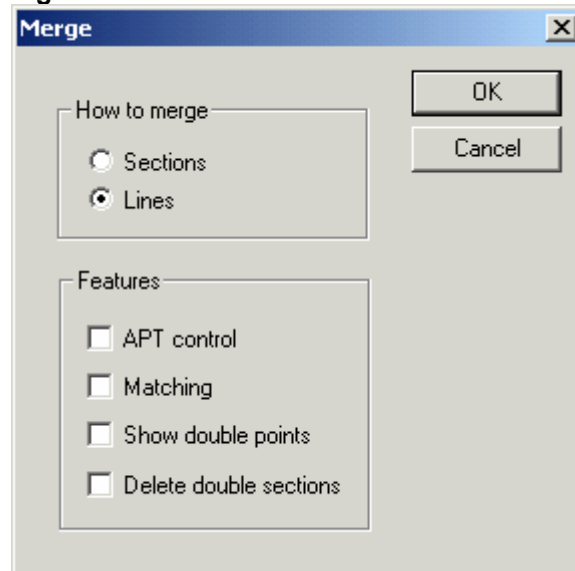 Merge
How to merge
Sections
Lines
OK
Cancel
Features
APT control
Matching
Show double points
Delete double sections